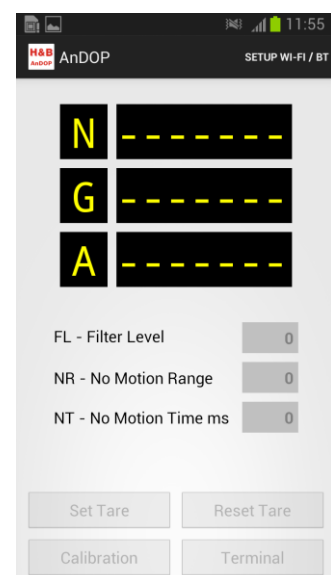 11:55
H&B
AnDOP
AnDOP
SETUP WI-FI / BT
N - - - - - - -
G - - - - - - -
A - - - - - - -
FL - Filter Level 0
NR - No Motion Range 0
NT - No Motion Time ms 0
Set Tare Reset Tare
Calibration Terminal